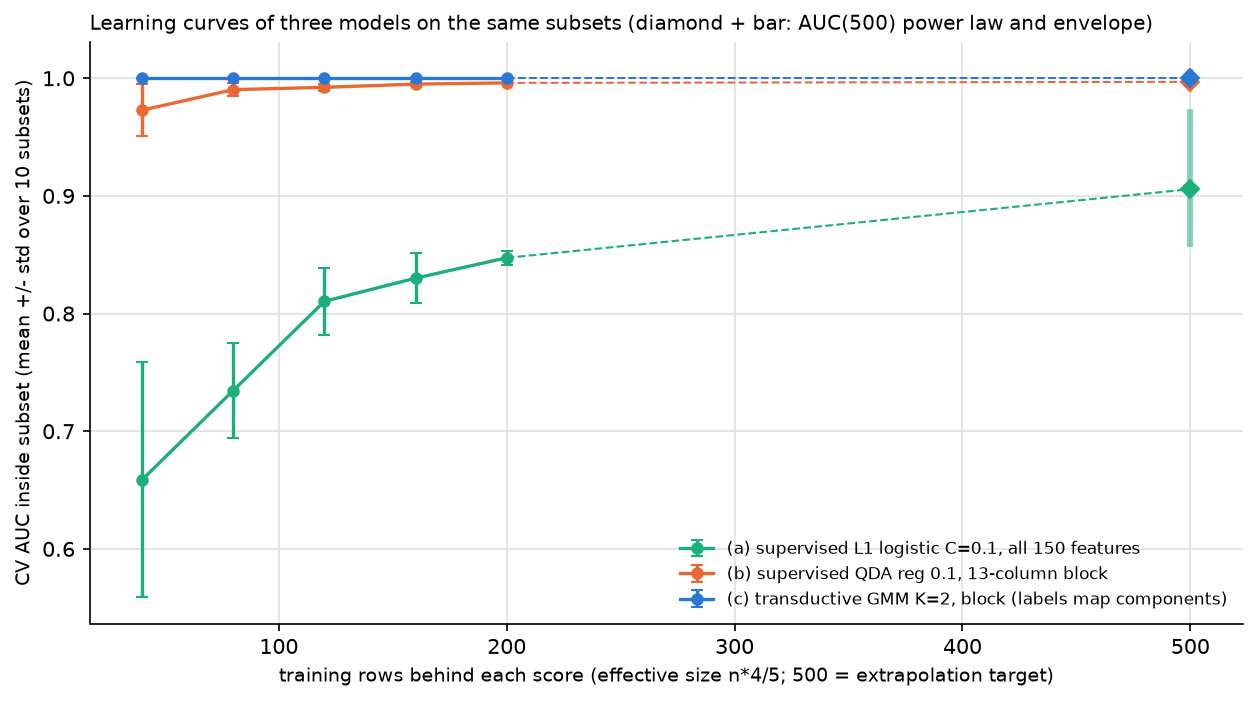 Learning curves of three models on the same subsets (diamond + bar: AUC(500) power law and envelope)
CV AUC inside subset (mean +/- std over 10 subsets)
1.0
0.9
0.8
0.7
0.6
(a) supervised L1 logistic C=0.1, all 150 features
(b) supervised QDA reg 0.1, 13-column block
(c) transductive GMM K=2, block (labels map components)
100 200 300 400 500
training rows behind each score (effective size n*4/5; 500 = extrapolation target)